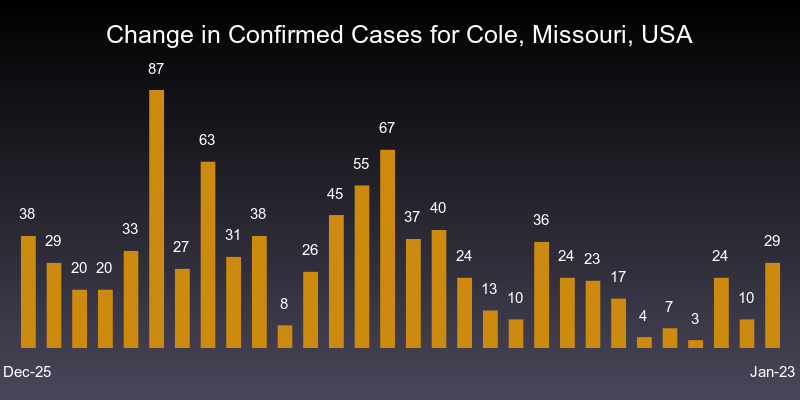 Change in Confirmed Cases for Cole, Missouri, USA
38 29 20 20 33 87 27 63 31 38 8 26 45 55 67 37 40 24 13 10 36 24 23 17 4 7 3 24 10 29
Dec-25 Jan-23